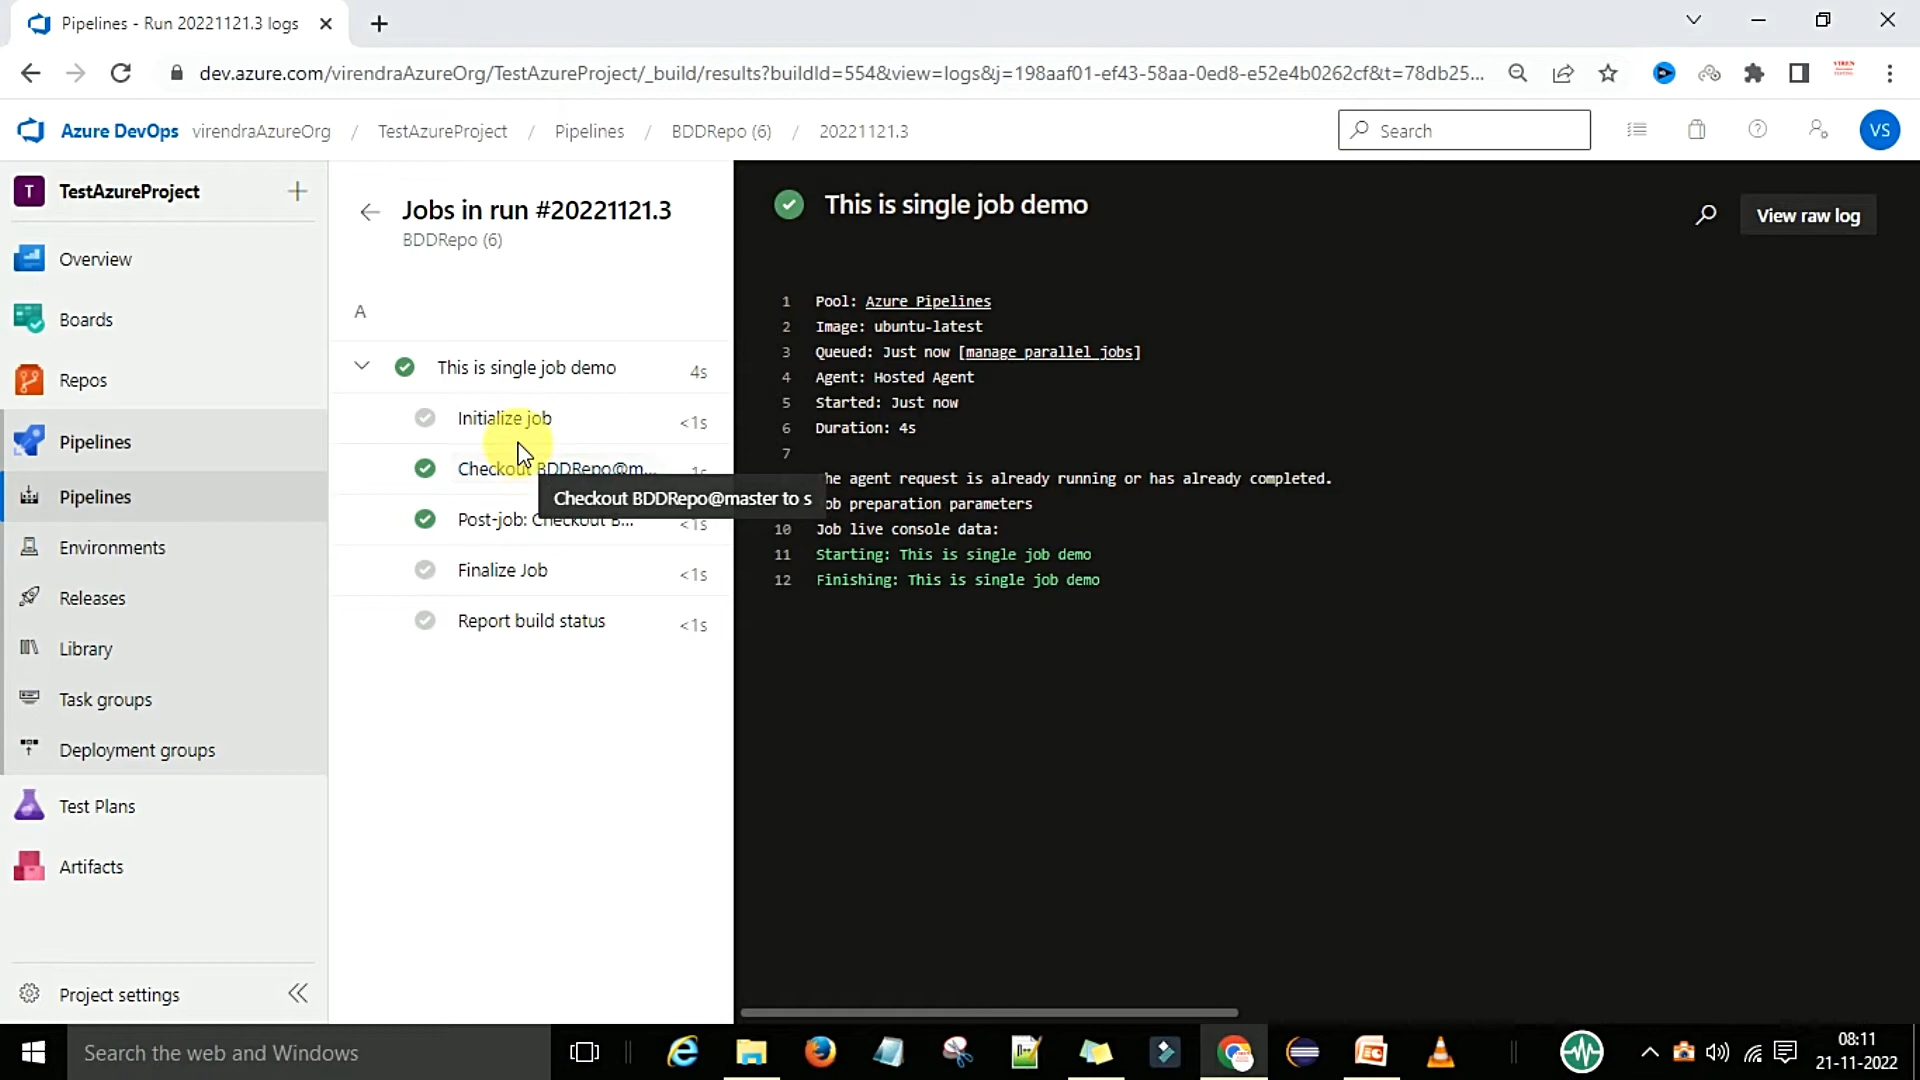 Pipelines - Run 20221121.3 logs
dev.azure.com/virendraAzureOrg/TestAzureProject/_build/results?buildId=554&view=logs&j=198aaf01-ef43-58aa-0ed8-e52e4b0262cf&t=78db25...
Azure DevOps virendraAzureOrg / TestAzureProject / Pipelines / BDDRepo (6) / 20221121.3
Search
VS
T TestAzureProject
Overview
Boards
Repos
Pipelines
Pipelines
Environments
Releases
Library
Task groups
Deployment groups
Test Plans
Artifacts
Project settings
Jobs in run #20221121.3
BDDRepo (6)
A
This is single job demo 4s
Initialize job <1s
Checkout BDDRepo@m... 1s
Checkout BDDRepo@master to s
Post-job: Checkout B... <1s
Finalize Job <1s
Report build status <1s
This is single job demo
View raw log
1 Pool: Azure Pipelines
2 Image: ubuntu-latest
3 Queued: Just now [manage parallel jobs]
4 Agent: Hosted Agent
5 Started: Just now
6 Duration: 4s
7
he agent request is already running or has already completed.
ob preparation parameters
10 Job live console data:
11 Starting: This is single job demo
12 Finishing: This is single job demo
Search the web and Windows
08:11
21-11-2022